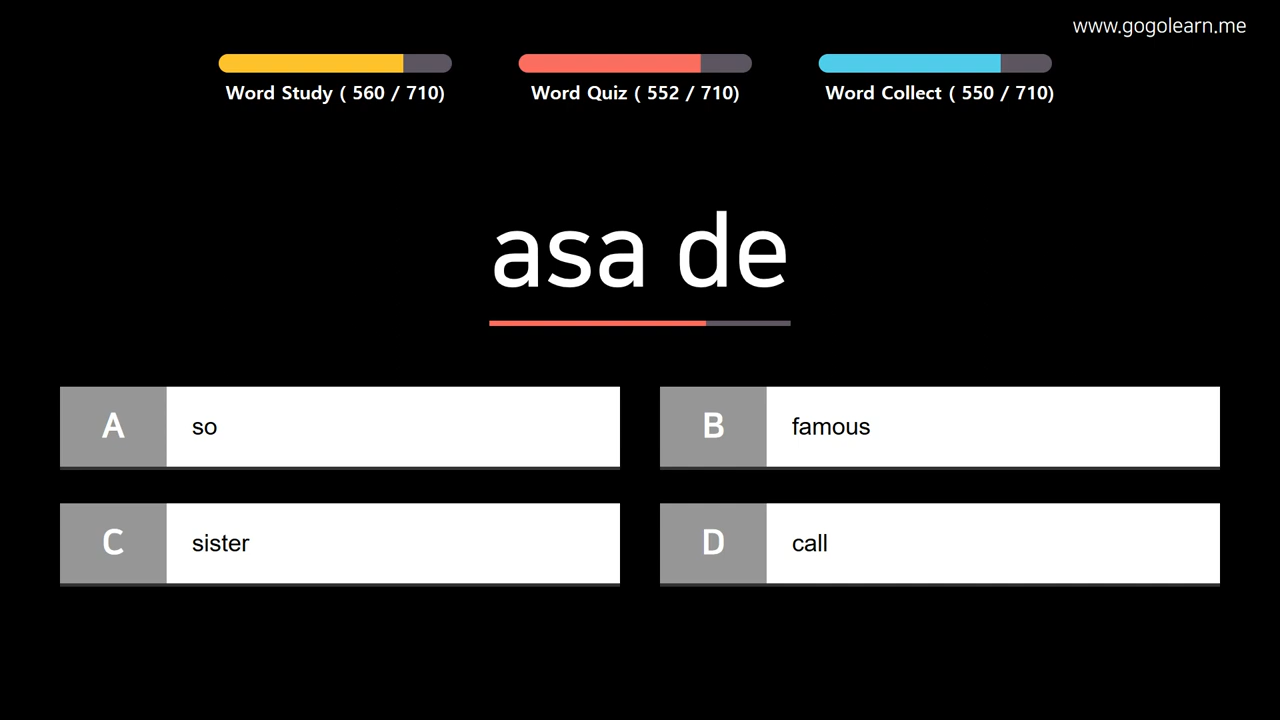 www.gogolearn.me
Word Study ( 560 / 710)
Word Quiz ( 552 / 710)
Word Collect ( 550 / 710)
asa de
A so
B famous
C sister
D call